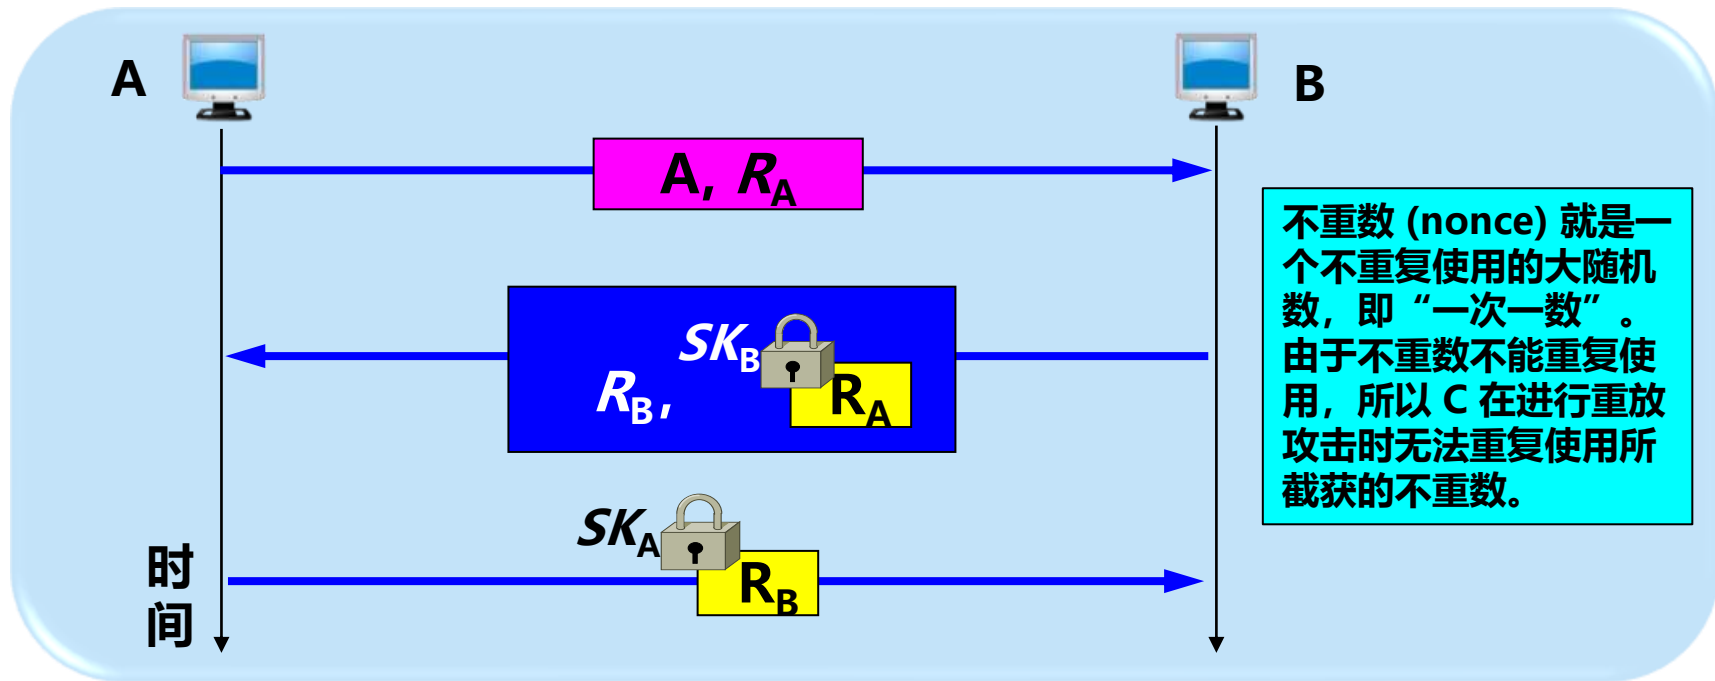 A
B
A, RA
SKB
RB,
RA
SKA
RB
时
间
不重数 (nonce) 就是一
个不重复使用的大随机
数，即“一次一数”。
由于不重数不能重复使
用，所以 C 在进行重放
攻击时无法重复使用所
截获的不重数。